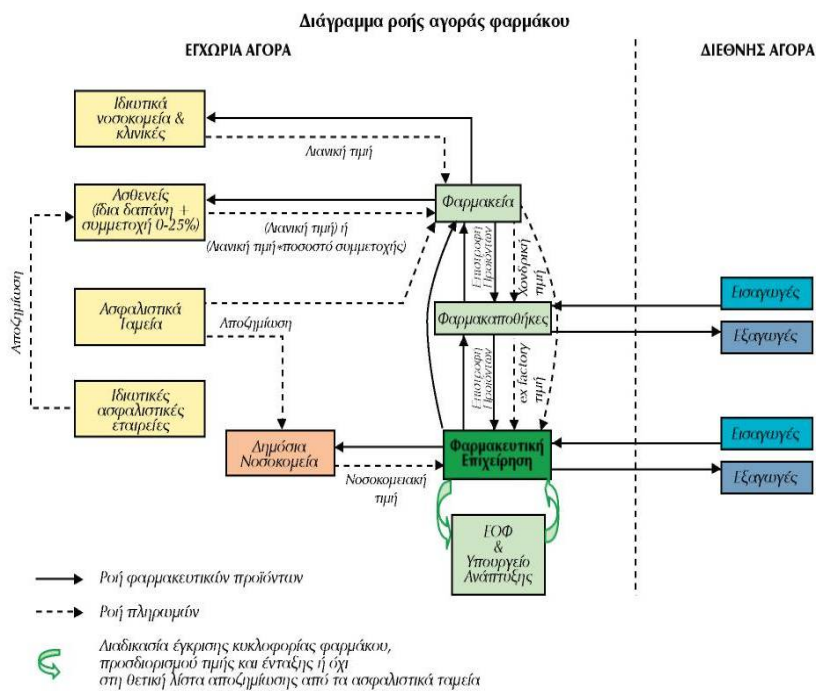 Διάγραμμα ροής αγοράς φαρμάκου
ΕΓΧΩΡΙΑ ΑΓΟΡΑ
ΔΙΕΘΝΗΣ ΑΓΟΡΑ
Ιδιωτικά
νοσοκομεία &
κλινικές
Λιανική τιμή
Ασθενείς
(ίδια δαπάνη +
συμμετοχή 0-25%)
Φαρμακεία
(Λιανική τιμή) ή
(Λιανική τιμή*ποσοστό συμμετοχής)
Αποζημίωση
Επιστροφή
Προϊόντων
Χονδρική
τιμή
Ασφαλιστικά
Ταμεία
Αποζημίωση
Φαρμακαποθήκες
Εισαγωγές
Εξαγωγές
Επιστροφή
Προϊόντων
ex factory
τιμή
Ιδιωτικές
ασφαλιστικές
εταιρείες
Δημόσια
Νοσοκομεία
Νοσοκομειακή
τιμή
Φαρμακευτική
Επιχείρηση
Εισαγωγές
Εξαγωγές
ΕΟΦ
&
Υπουργείο
Ανάπτυξης
Ροή φαρμακευτικών προϊόντων
Ροή πληρωμών
Διαδικασία έγκρισης κυκλοφορίας φαρμάκου,
προσδιορισμού τιμής και ένταξης ή όχι
στη θετική λίστα αποζημίωσης από τα ασφαλιστικά ταμεία